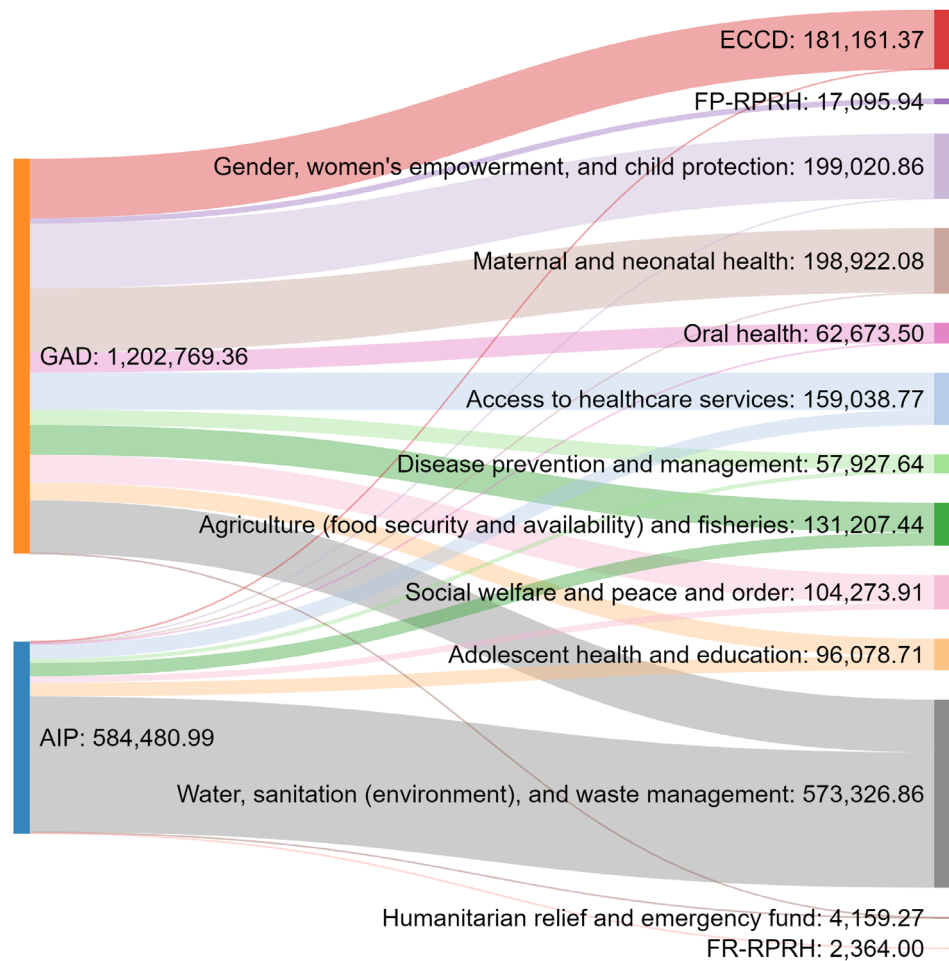 ECCD: 181,161.37
FP-RPRH: 17,095.94
Gender, women's empowerment, and child protection: 199,020.86
Maternal and neonatal health: 198,922.08
Oral health: 62,673.50
GAD: 1,202,769.36
Access to healthcare services: 159,038.77
Disease prevention and management: 57,927.64
Agriculture (food security and availability) and fisheries: 131,207.44
Social welfare and peace and order: 104,273.91
Adolescent health and education: 96,078.71
AIP: 584,480.99
Water, sanitation (environment), and waste management: 573,326.86
Humanitarian relief and emergency fund: 4,159.27
FR-RPRH: 2,364.00